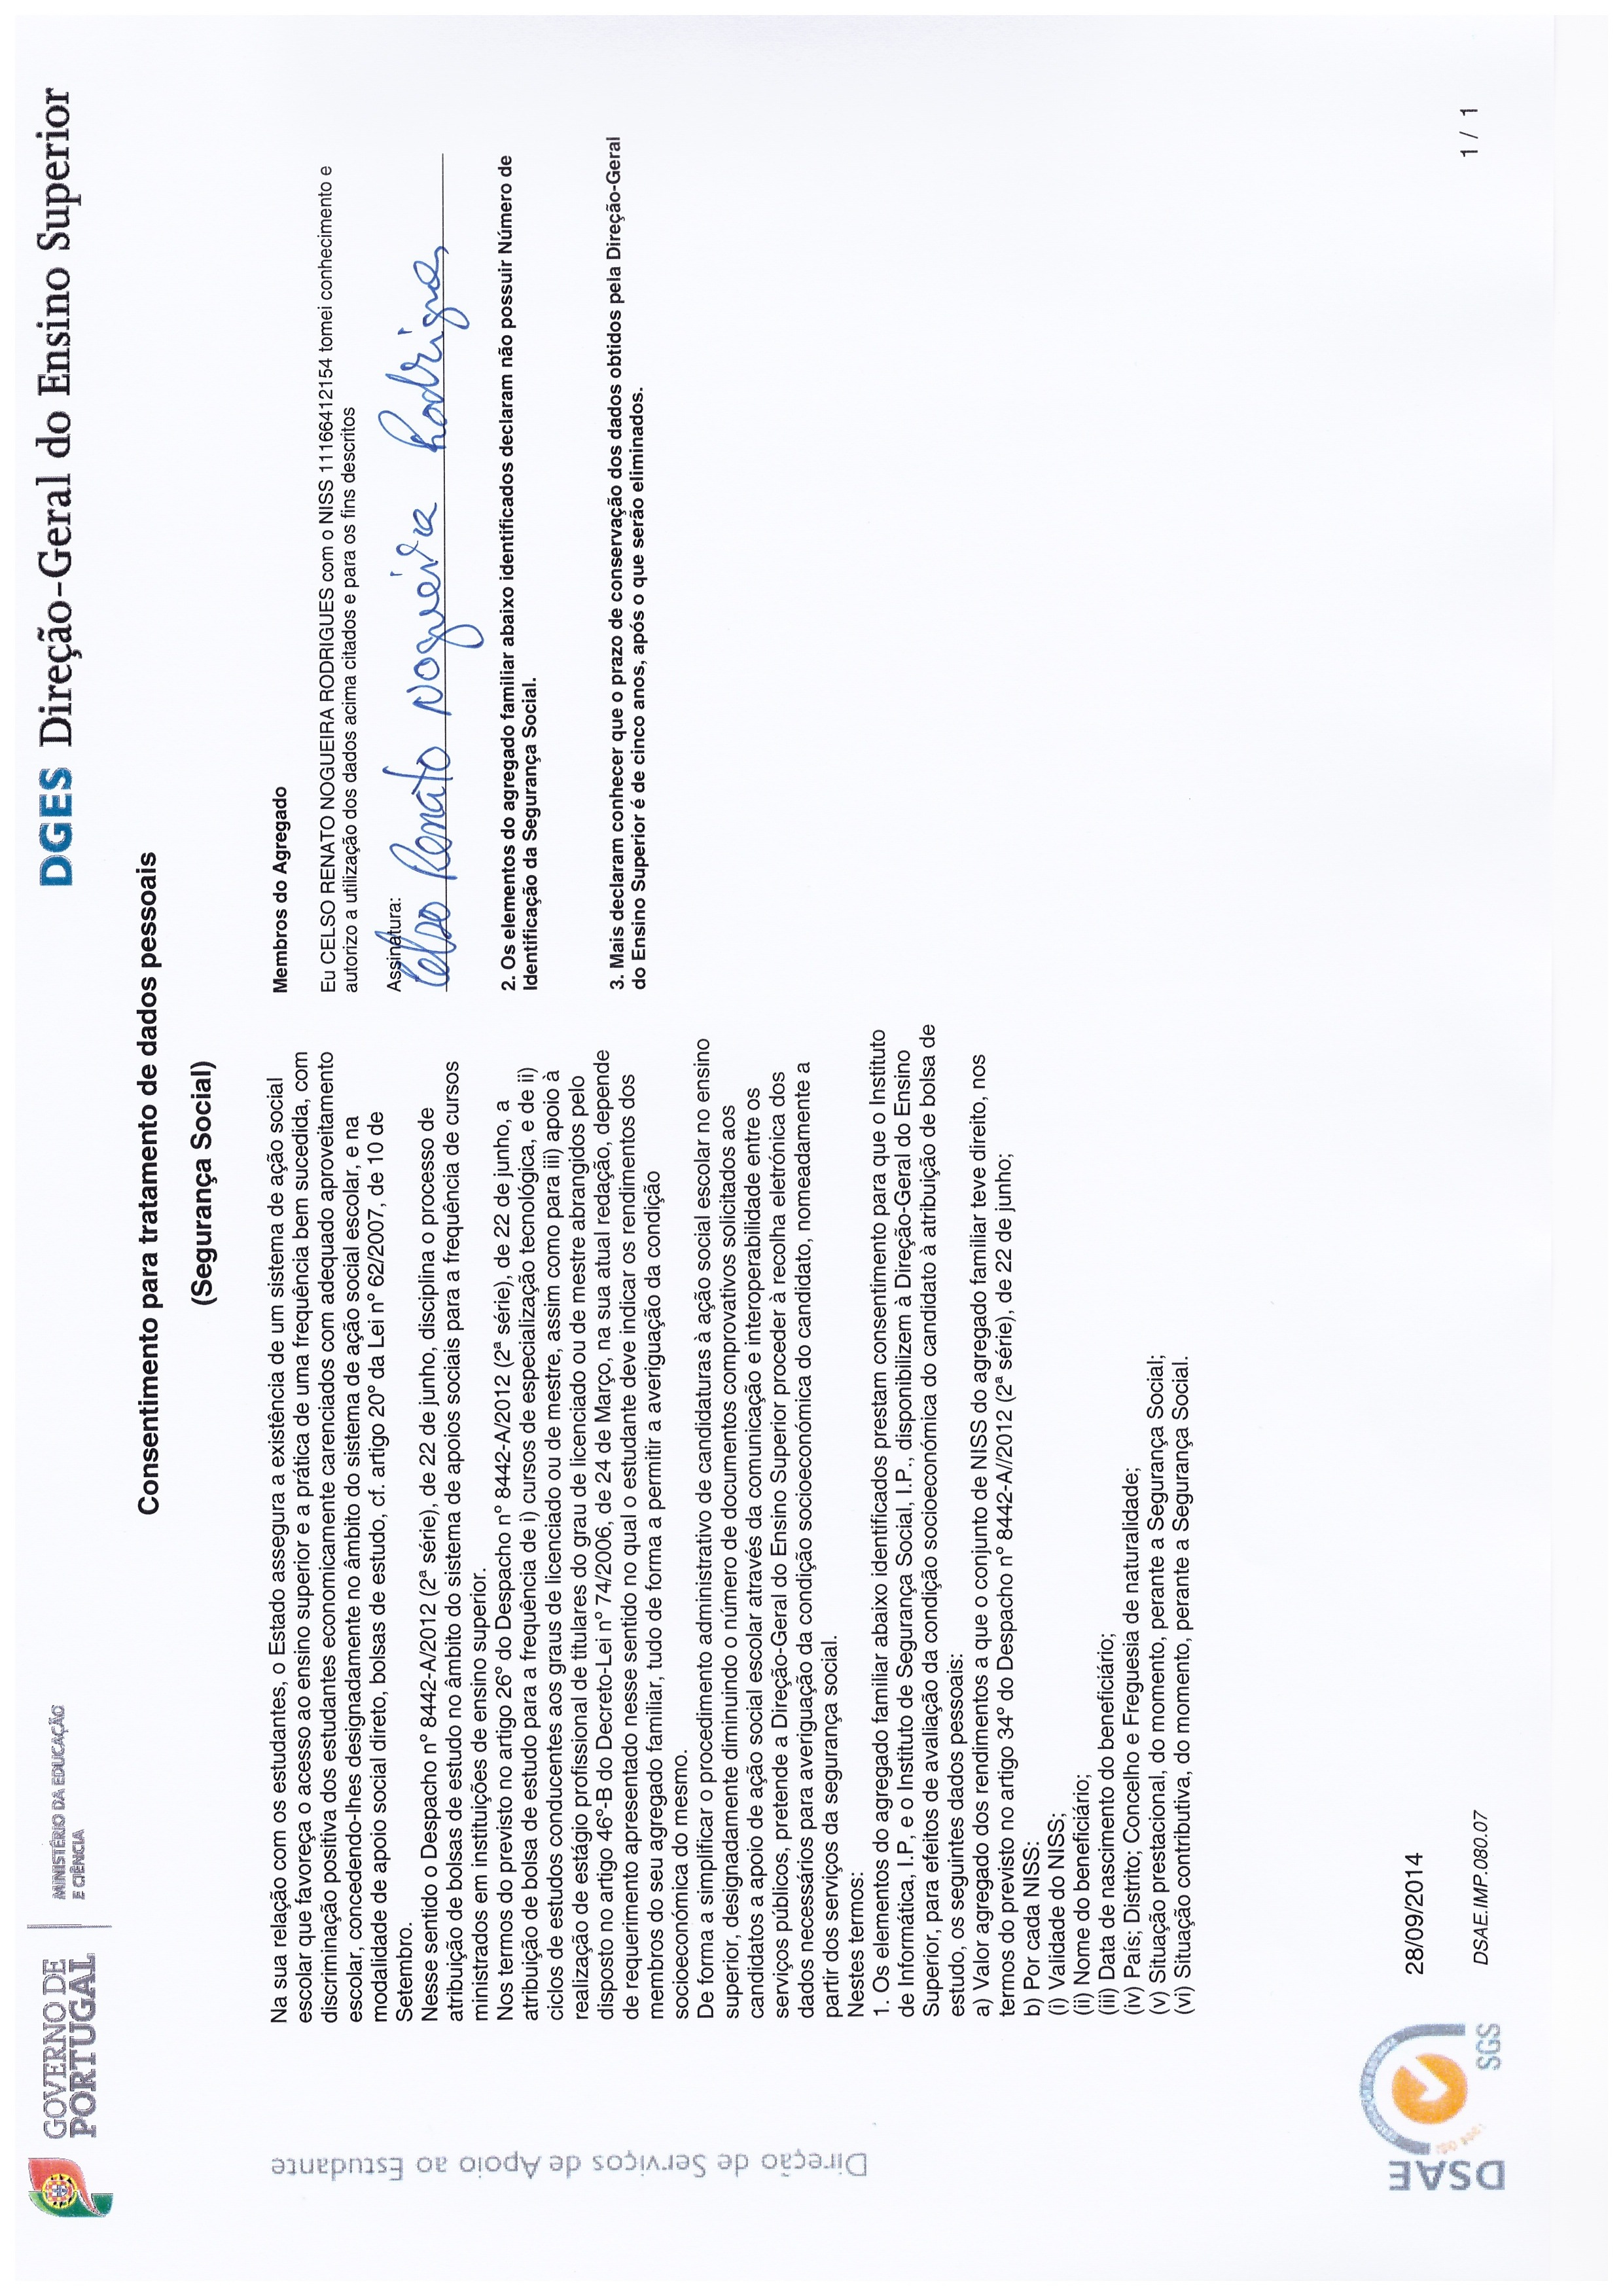 GOVERNO DE
PORTUGAL
MINISTÉRIO DA EDUCAÇÃO
E CIÊNCIA
DGES Direção-Geral do Ensino Superior
Consentimento para tratamento de dados pessoais
(Segurança Social)
Na sua relação com os estudantes, o Estado assegura a existência de um sistema de ação social
escolar que favoreça o acesso ao ensino superior e a prática de uma frequência bem sucedida, com
discriminação positiva dos estudantes economicamente carenciados com adequado aproveitamento
escolar, concedendo-lhes designadamente no âmbito do sistema de ação social escolar, e na
modalidade de apoio social direto, bolsas de estudo, cf. artigo 20º da Lei nº 62/2007, de 10 de
Setembro.
Nesse sentido o Despacho nº 8442-A/2012 (2ª série), de 22 de junho, disciplina o processo de
atribuição de bolsas de estudo no âmbito do sistema de apoios sociais para a frequência de cursos
ministrados em instituições de ensino superior.
Nos termos do previsto no artigo 26º do Despacho nº 8442-A/2012 (2ª série), de 22 de junho, a
atribuição de bolsa de estudo para a frequência de i) cursos de especialização tecnológica, e de ii)
ciclos de estudos conducentes aos graus de licenciado ou de mestre, assim como para iii) apoio à
realização de estágio profissional de titulares do grau de licenciado ou de mestre abrangidos pelo
disposto no artigo 46º-B do Decreto-Lei nº 74/2006, de 24 de Março, na sua atual redação, depende
de requerimento apresentado nesse sentido no qual o estudante deve indicar os rendimentos dos
membros do seu agregado familiar, tudo de forma a permitir a averiguação da condição
socioeconómica do mesmo.
De forma a simplificar o procedimento administrativo de candidaturas à ação social escolar no ensino
superior, designadamente diminuindo o número de documentos comprovativos solicitados aos
candidatos a apoio de ação social escolar através da comunicação e interoperabilidade entre os
serviços públicos, pretende a Direção-Geral do Ensino Superior proceder à recolha eletrónica dos
dados necessários para averiguação da condição socioeconómica do candidato, nomeadamente a
partir dos serviços da segurança social.
Nestes termos:
1. Os elementos do agregado familiar abaixo identificados prestam consentimento para que o Instituto
de Informática, I.P, e o Instituto de Segurança Social, I.P., disponibilizem à Direção-Geral do Ensino
Superior, para efeitos de avaliação da condição socioeconómica do candidato à atribuição de bolsa de
estudo, os seguintes dados pessoais:
a) Valor agregado dos rendimentos a que o conjunto de NISS do agregado familiar teve direito, nos
termos do previsto no artigo 34º do Despacho nº 8442-A//2012 (2ª série), de 22 de junho;
b) Por cada NISS:
(i) Validade do NISS;
(ii) Nome do beneficiário;
(iii) Data de nascimento do beneficiário;
(iv) País; Distrito; Concelho e Freguesia de naturalidade;
(v) Situação prestacional, do momento, perante a Segurança Social;
(vi) Situação contributiva, do momento, perante a Segurança Social.
Membros do Agregado
Eu CELSO RENATO NOGUEIRA RODRIGUES com o NISS 11166412154 tomei conhecimento e
autorizo a utilização dos dados acima citados e para os fins descritos
Assinatura:
Celso Renato Nogueira Rodrigues
2. Os elementos do agregado familiar abaixo identificados declaram não possuir Número de
Identificação da Segurança Social.
3. Mais declaram conhecer que o prazo de conservação dos dados obtidos pela Direção-Geral
do Ensino Superior é de cinco anos, após o que serão eliminados.
Direção de Serviços de Apoio ao Estudante
DSAE
ISO 9001
SGS
28/09/2014
DSAE.IMP.080.07
1 / 1